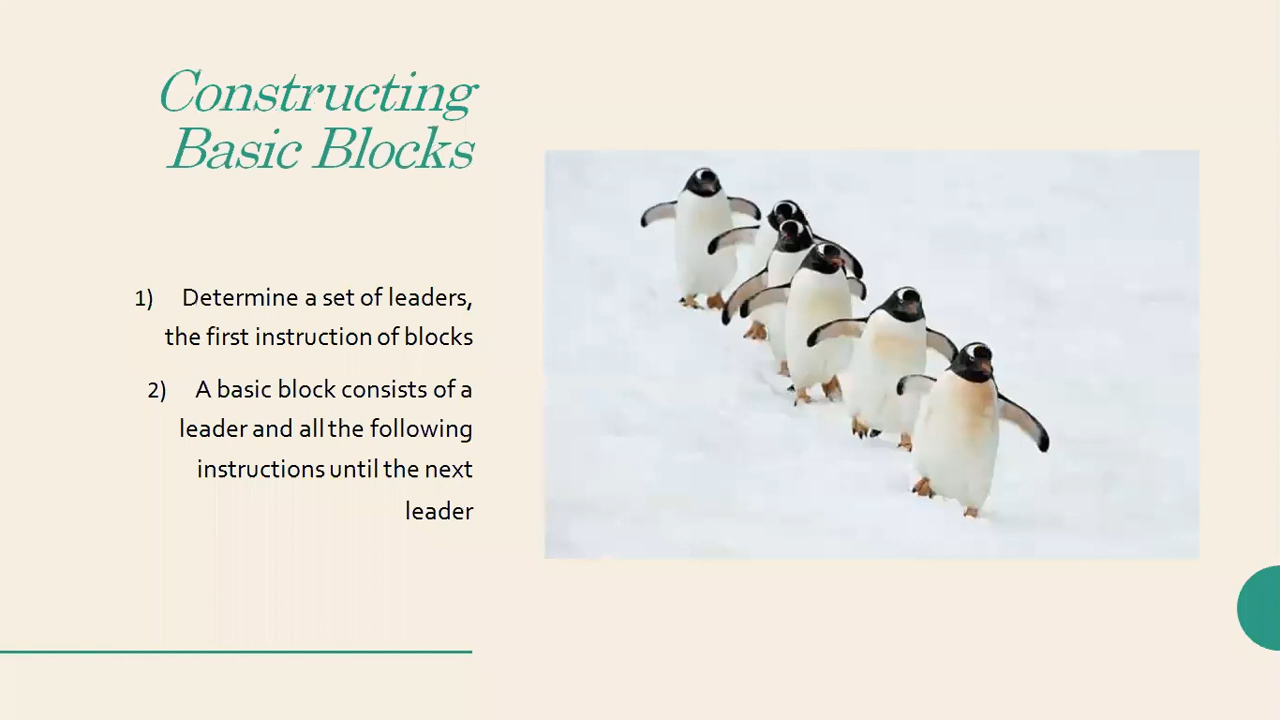 Constructing
Basic Blocks
1) Determine a set of leaders,
the first instruction of blocks
2) A basic block consists of a
leader and all the following
instructions until the next
leader